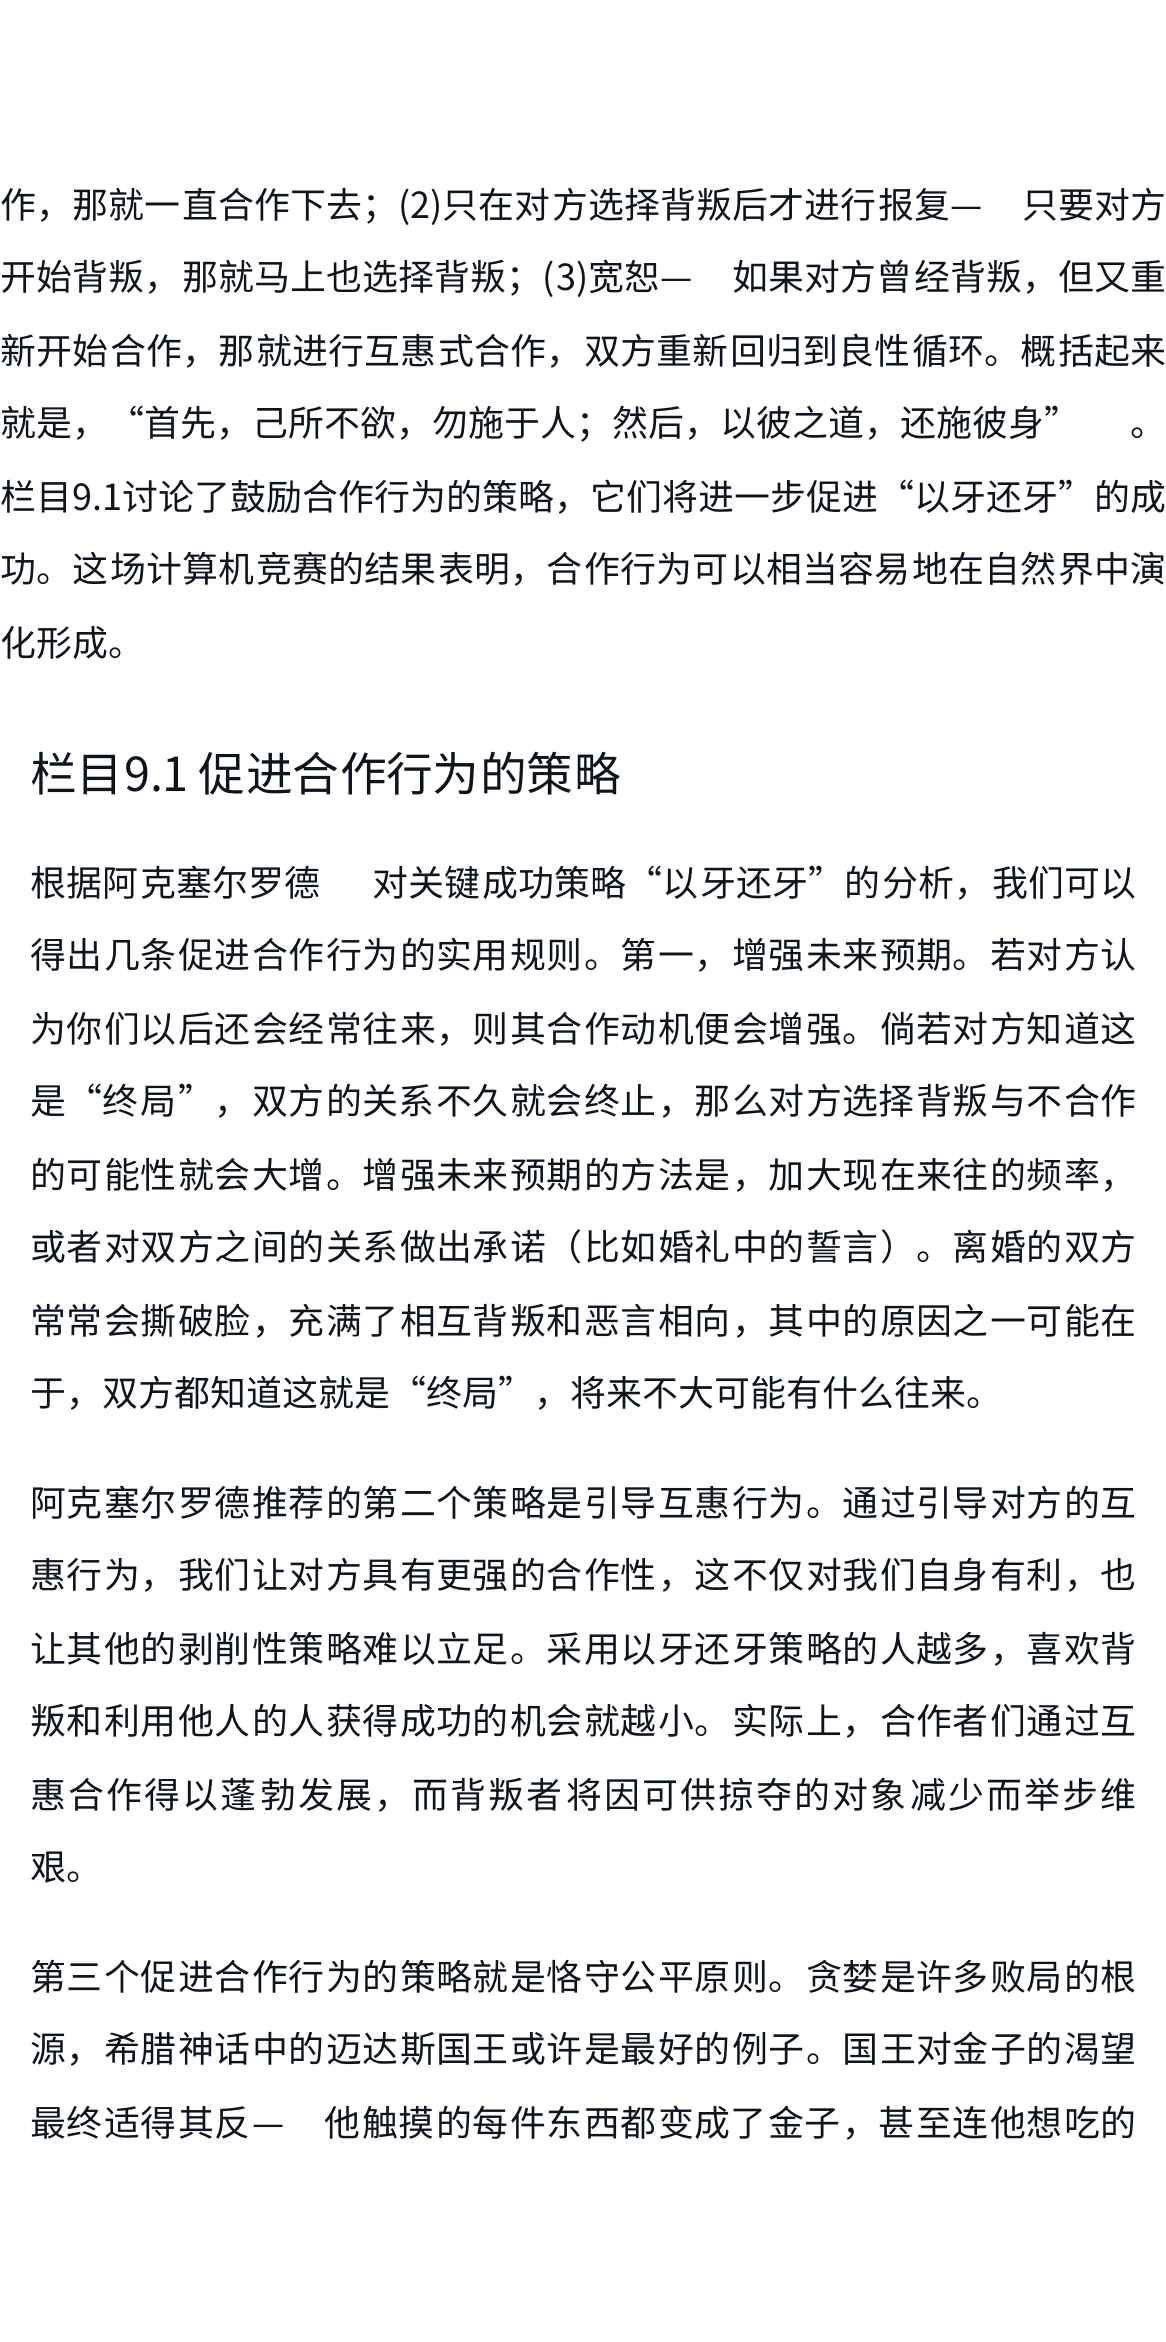 作，那就一直合作下去；(2)只在对方选择背叛后才进行报复— 只要对方
开始背叛，那就马上也选择背叛；(3)宽恕— 如果对方曾经背叛，但又重
新开始合作，那就进行互惠式合作，双方重新回归到良性循环。概括起来
就是，“首先，己所不欲，勿施于人；然后，以彼之道，还施彼身” 。
栏目9.1讨论了鼓励合作行为的策略，它们将进一步促进“以牙还牙”的成
功。这场计算机竞赛的结果表明，合作行为可以相当容易地在自然界中演
化形成。
栏目9.1 促进合作行为的策略
根据阿克塞尔罗德 对关键成功策略“以牙还牙”的分析，我们可以
得出几条促进合作行为的实用规则。第一，增强未来预期。若对方认
为你们以后还会经常往来，则其合作动机便会增强。倘若对方知道这
是“终局”，双方的关系不久就会终止，那么对方选择背叛与不合作
的可能性就会大增。增强未来预期的方法是，加大现在来往的频率，
或者对双方之间的关系做出承诺（比如婚礼中的誓言）。离婚的双方
常常会撕破脸，充满了相互背叛和恶言相向，其中的原因之一可能在
于，双方都知道这就是“终局”，将来不大可能有什么往来。
阿克塞尔罗德推荐的第二个策略是引导互惠行为。通过引导对方的互
惠行为，我们让对方具有更强的合作性，这不仅对我们自身有利，也
让其他的剥削性策略难以立足。采用以牙还牙策略的人越多，喜欢背
叛和利用他人的人获得成功的机会就越小。实际上，合作者们通过互
惠合作得以蓬勃发展，而背叛者将因可供掠夺的对象减少而举步维
艰。
第三个促进合作行为的策略就是恪守公平原则。贪婪是许多败局的根
源，希腊神话中的迈达斯国王或许是最好的例子。国王对金子的渴望
最终适得其反— 他触摸的每件东西都变成了金子，甚至连他想吃的